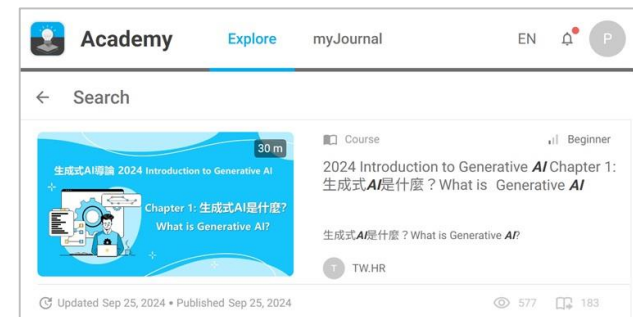 Academy Explore myJournal EN P
Search
30 m
生成式AI導論 2024 Introduction to Generative AI
Chapter 1: 生成式AI是什麼?
What is Generative AI?
Course Beginner
2024 Introduction to Generative AI Chapter 1:
生成式AI是什麼？What is Generative AI
生成式AI是什麼？What is Generative AI?
T TW.HR
Updated Sep 25, 2024 • Published Sep 25, 2024 577 183